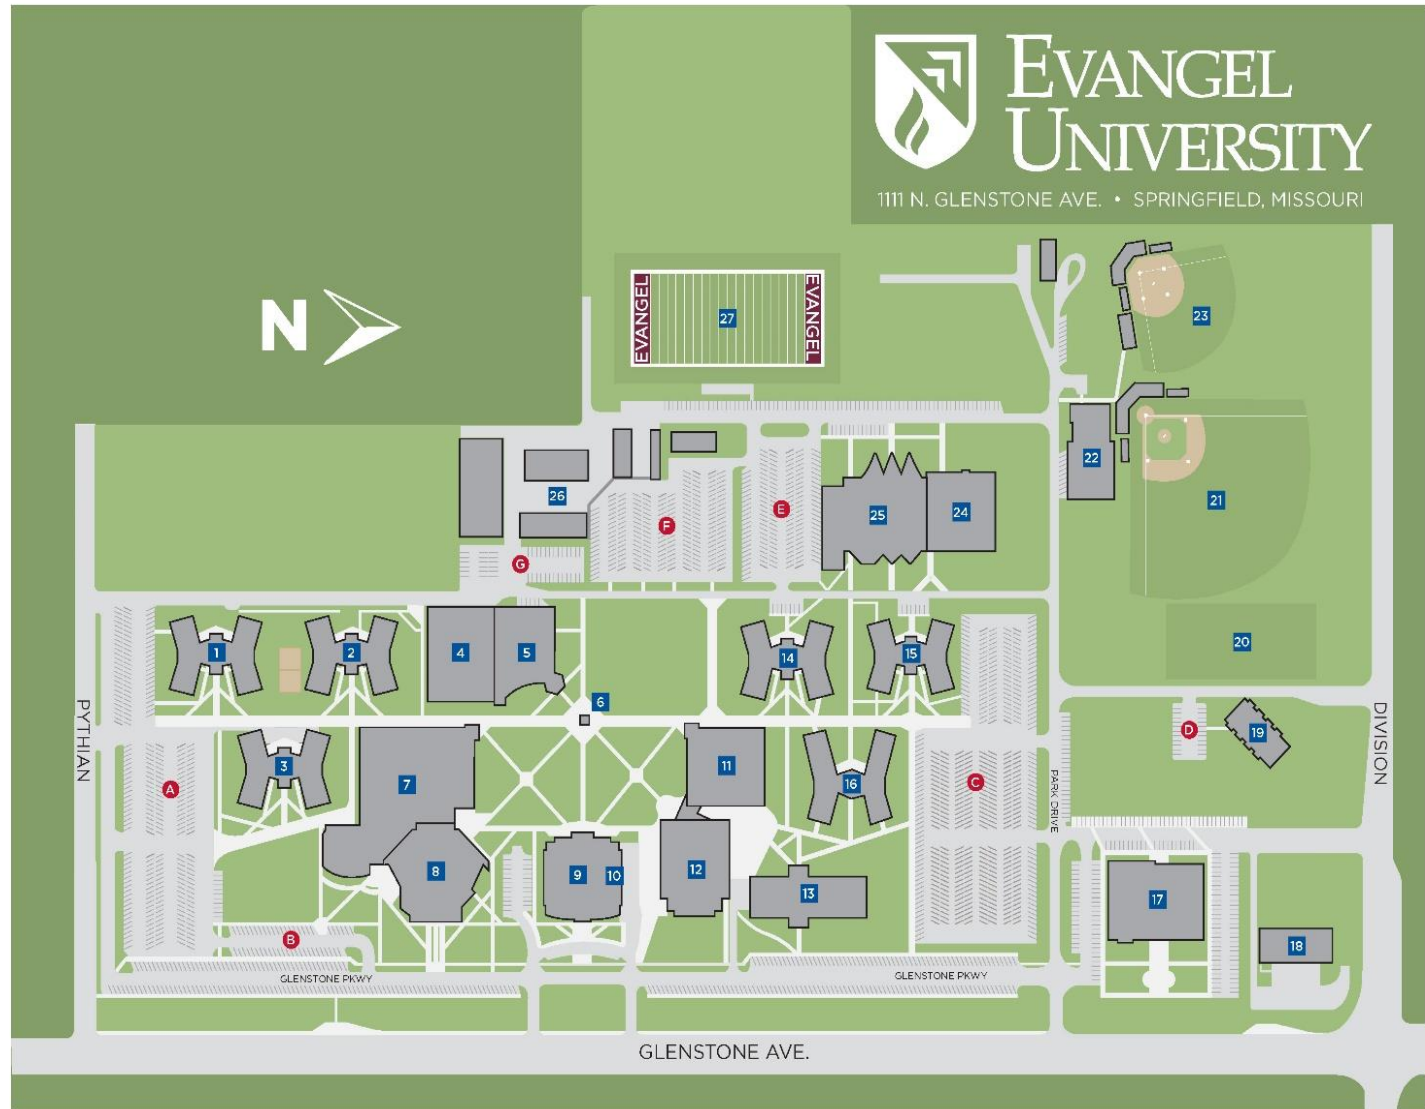 EVANGEL
UNIVERSITY
1111 N. GLENSTONE AVE. • SPRINGFIELD, MISSOURI
N
EVANGEL
27
EVANGEL
23
22
21
26
F
E
25
24
G
20
1
2
4
5
14
15
6
PYTHIAN
DIVISION
3
7
11
16
A
C
PARK DRIVE
D
19
8
9
10
12
13
17
B
18
GLENSTONE PKWY
GLENSTONE PKWY
GLENSTONE AVE.